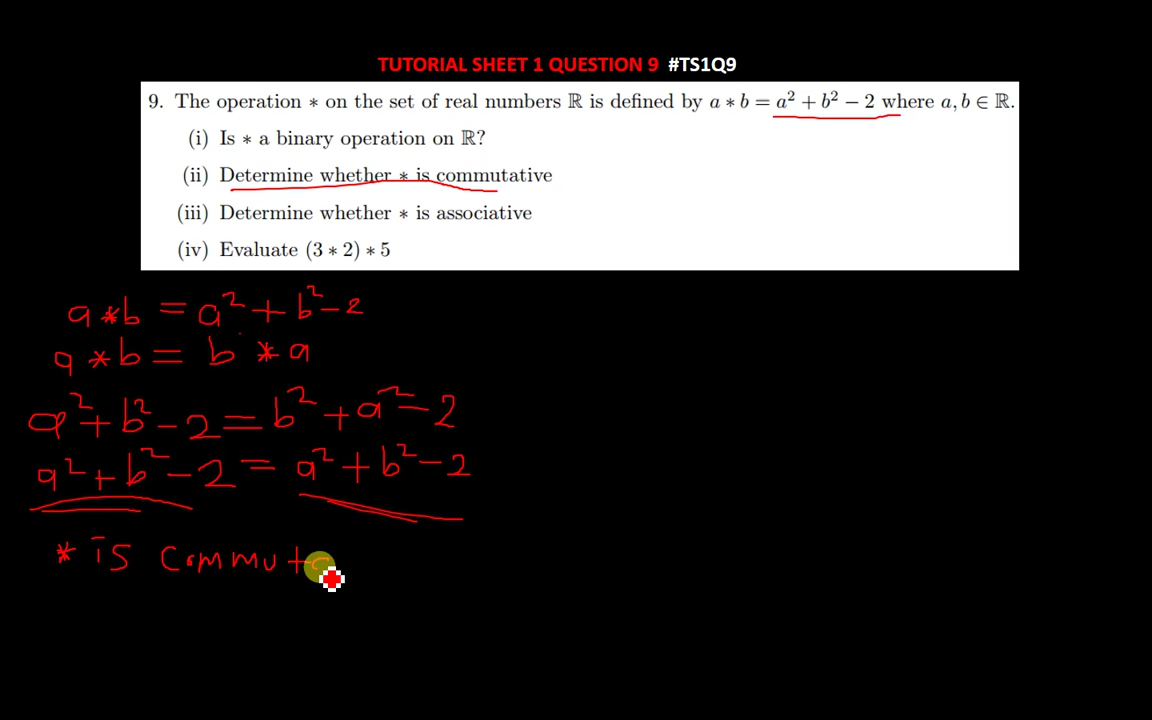 TUTORIAL SHEET 1 QUESTION 9 #TS1Q9
9. The operation ∗ on the set of real numbers ℝ is defined by a ∗ b = a² + b² − 2 where a, b ∈ ℝ.
(i) Is ∗ a binary operation on ℝ?
(ii) Determine whether ∗ is commutative
(iii) Determine whether ∗ is associative
(iv) Evaluate (3 ∗ 2) ∗ 5
a * b = a² + b² - 2
a * b = b * a
a² + b² - 2 = b² + a² - 2
a² + b² - 2 = a² + b² - 2
* is commuta